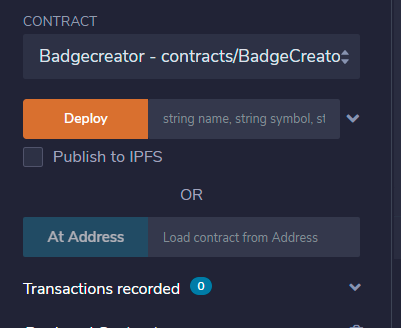 CONTRACT
Badgecreator - contracts/BadgeCreato
Deploy string name, string symbol, st
Publish to IPFS
OR
At Address Load contract from Address
Transactions recorded 0